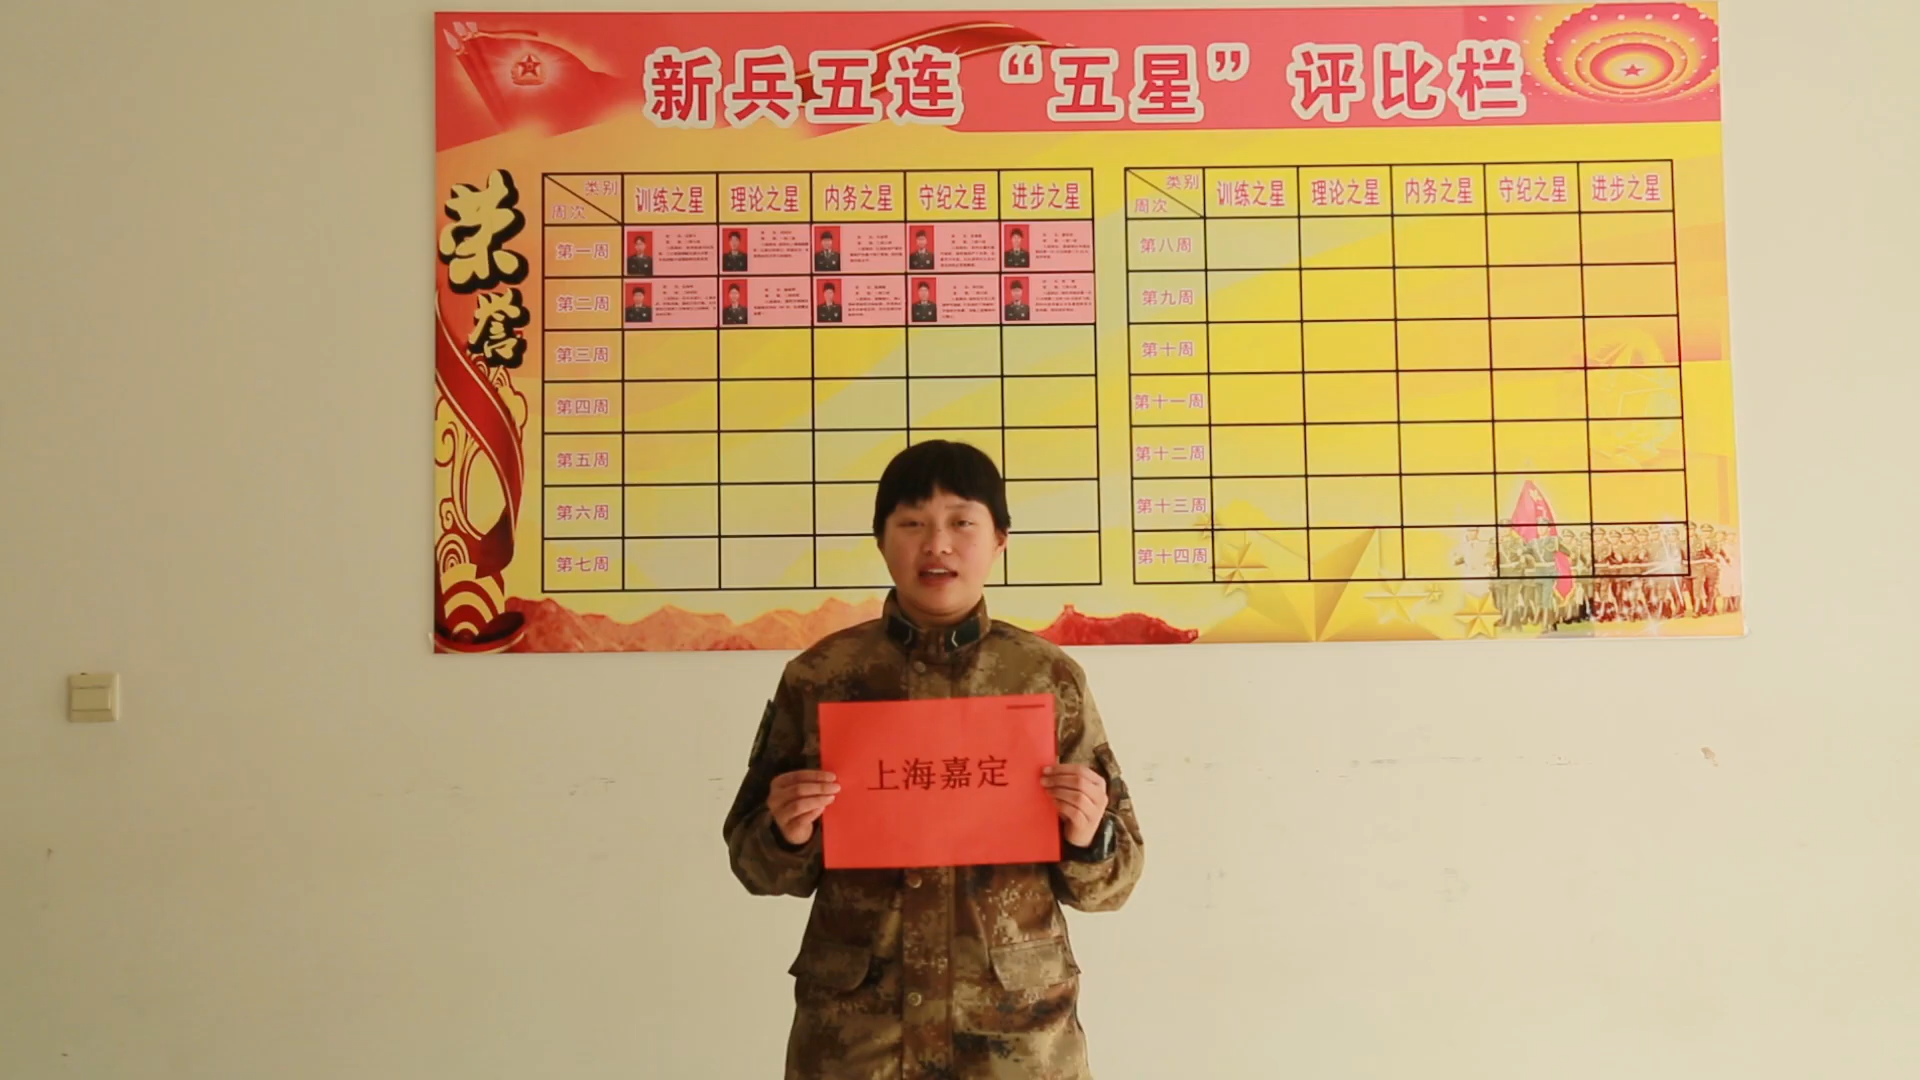 新兵五连“五星”评比栏
荣誉
类别 训练之星 理论之星 内务之星 守纪之星 进步之星
周次
第一周
第二周
第三周
第四周
第五周
第六周
第七周
类别 训练之星 理论之星 内务之星 守纪之星 进步之星
周次
第八周
第九周
第十周
第十一周
第十二周
第十三周
第十四周
上海嘉定